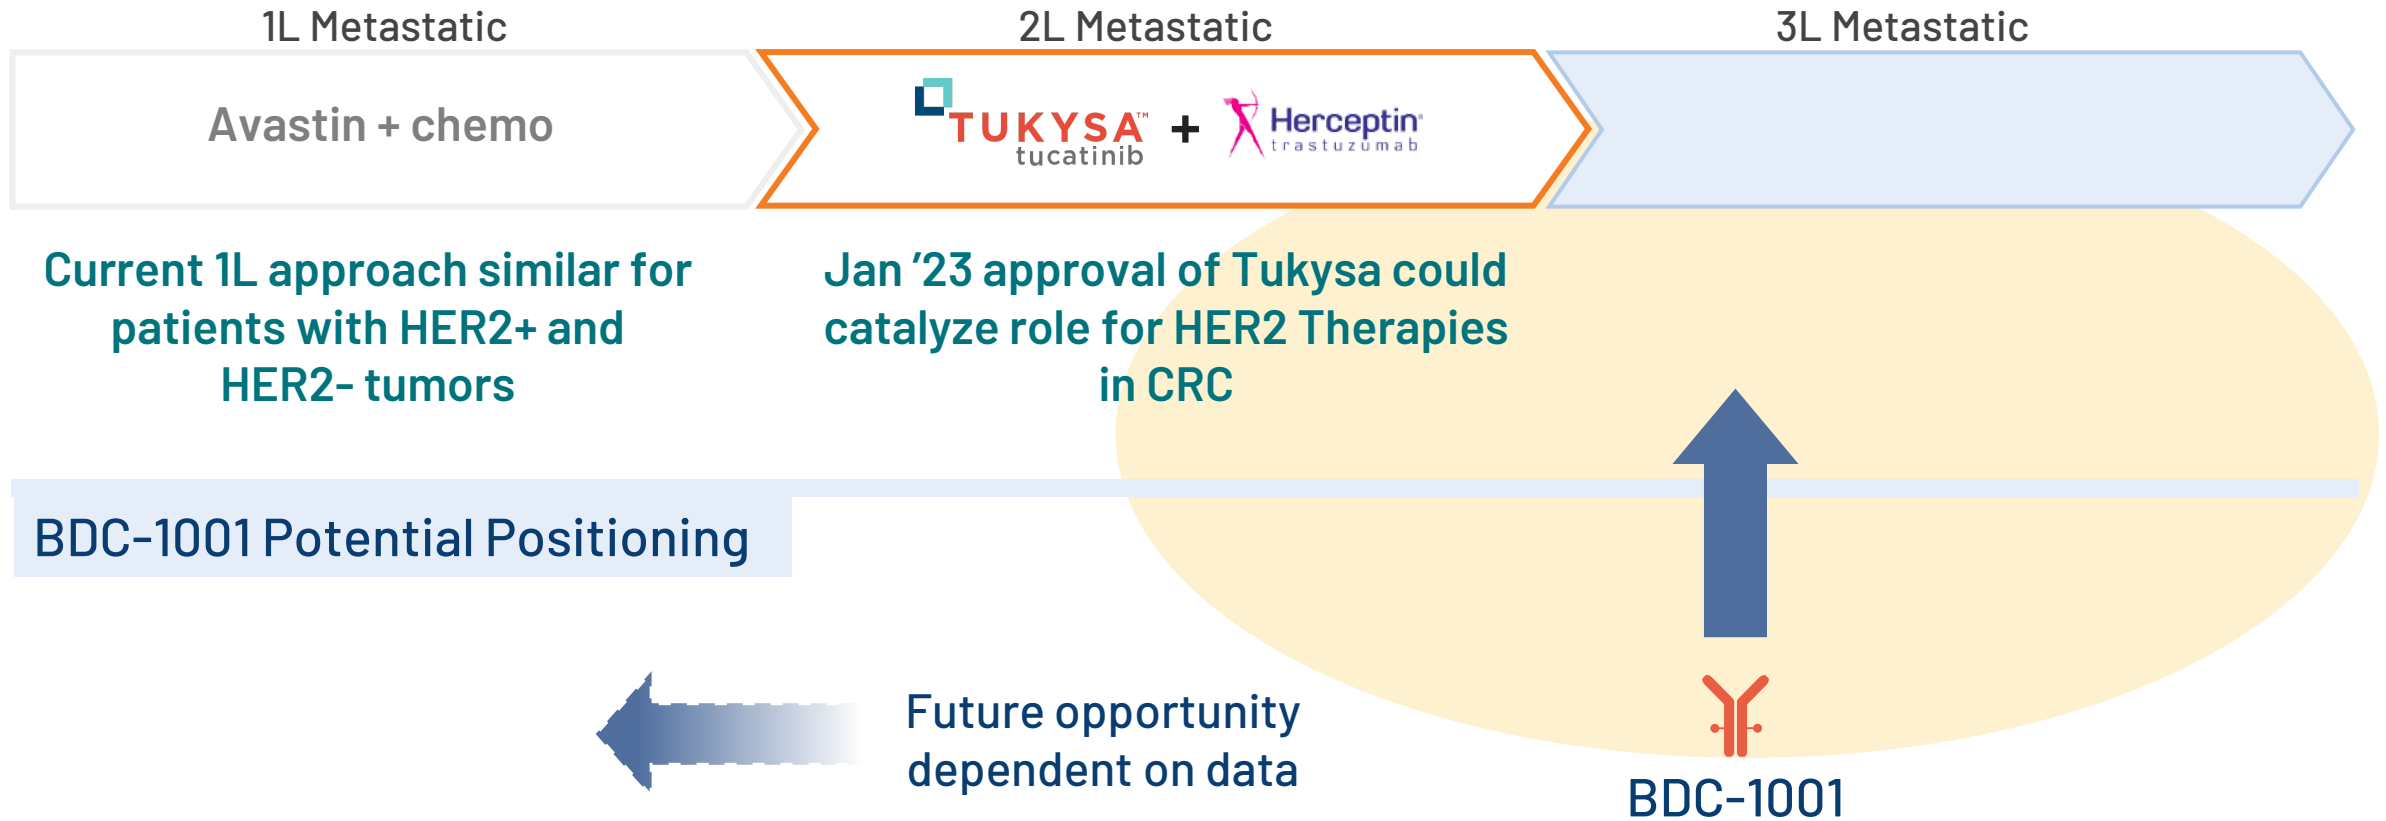 1L Metastatic
2L Metastatic
3L Metastatic
Avastin + chemo
TUKYSA™
tucatinib
+
Herceptin®
trastuzumab
Current 1L approach similar for
patients with HER2+ and
HER2- tumors
Jan ’23 approval of Tukysa could
catalyze role for HER2 Therapies
in CRC
BDC-1001 Potential Positioning
Future opportunity
dependent on data
BDC-1001